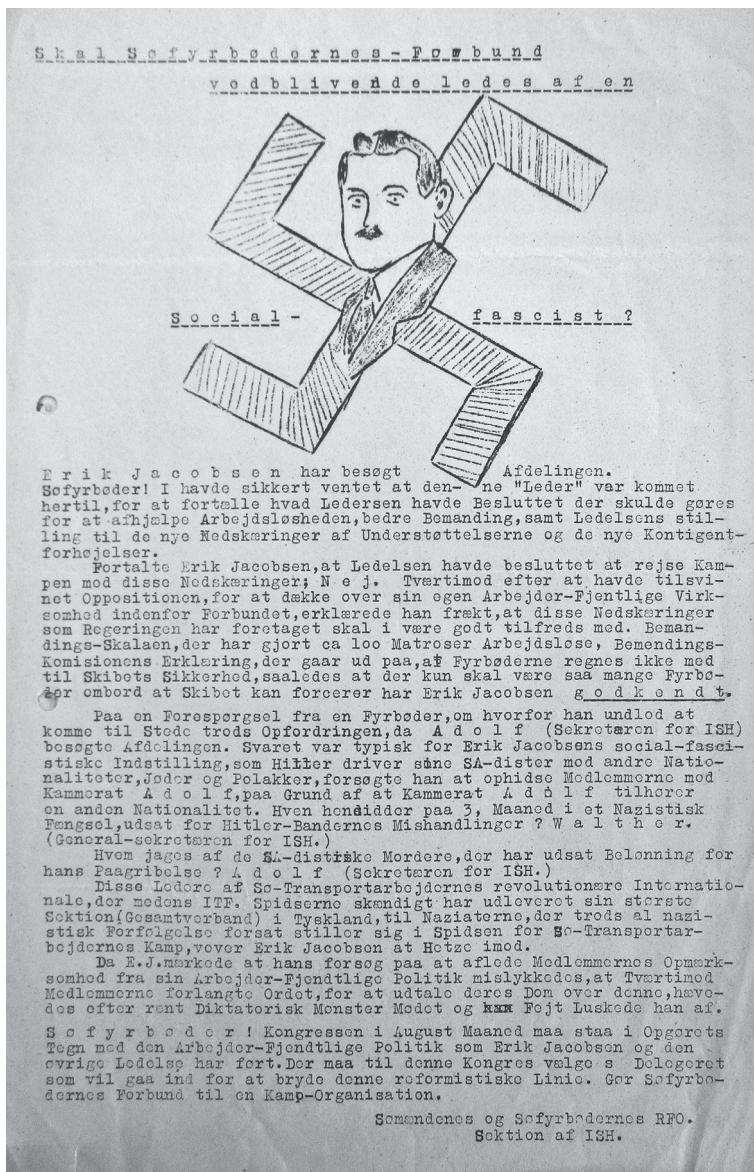 Skal Søfyrbødernes-Forbund
vedblivende ledes af en
Social-
fascist?
Erik Jacobsen har besøgt Afdelingen.
Søfyrbøder! I havde sikkert ventet at den- ne "Leder" var kommet
hertil,for at fortælle hvad Ledersen havde Besluttet der skulde gøres
for at afhjælpe Arbejdsløsheden,bedre Bemanding,samt Ledelsens stil-
ling til de nye Nedskæringer af Understøttelserne og de nye Kontigent-
forhøjelser.
Fortalte Erik Jacobsen,at Ledelsen havde besluttet at rejse Kam-
pen mod disse Nedskæringer; Nej. Tværtimod efter at havde tilsvi-
net Oppositionen,for at dække over sin egen Arbejder-Fjentlige Virk-
somhed indenfor Forbundet,erklærede han frækt,at disse Nedskæringer
som Regeringen har foretaget skal i være godt tilfreds med. Beman-
dings-Skalaen,der har gjort ca loo Matroser Arbejdsløse, Bemendings-
Komisionens Erklæring,der gaar ud paa,at Fyrbøderne regnes ikke med
til Skibets Sikkerhed,saaledes at der kun skal være saa mange Fyrbø-
der ombord at Skibet kan forcerer har Erik Jacobsen godkendt.
Paa en Forespørgsel fra en Fyrbøder,om hvorfor han undlod at
komme til Stede trods Opfordringen,da Adolf (Sekretæren for ISH)
besøgte Afdelingen. Svaret var typisk for Erik Jacobsens social-fasci-
stiske Indstilling,som Hitler driver sine SA-dister mod andre Natio-
naliteter,Jøder og Polakker,forsøgte han at ophidse Medlemmerne mod
Kammerat Adolf,paa Grund af at Kammerat Adolf tilhører
en anden Nationalitet. Hven hensidder paa 3, Maaned i et Nazistisk
Fængsel,udsat for Hitler-Bandernes Mishandlinger ? Walther.
(General-sekretæren for ISH.)
Hvem jages af de SA-distiske Mordere,der har udsat Belønning for
hans Paagribelse ? Adolf (Sekretæren for ISH.)
Disse Ledere af Sø-Transportarbejdernes revolutionære Internatio-
nale,der medens ITF. Spidserne skændigt har udleveret sin største
Sektion(Gesamtverband) i Tyskland,til Naziaterne,der trods al nazi-
stisk Forfølgelse forsat stiller sig i Spidsen for Sø-Transportar-
bejdernes Kamp,vover Erik Jacobsen at Hetze imod.
Da E.J.mærkede at hans forsøg paa at aflede Medlemmernes Opmærk-
somhed fra sin Arbejder-Fjendtlige Politik mislykkedes,at Tværtimod
Medlemmerne forlangte Ordet,for at udtale deres Dom over denne,hæve-
des efter rent Diktatorisk Mønster Mødet og Fejt Luskede han af.
Søfyrbøder! Kongressen i August Maaned maa staa i Opgørets
Tegn med den Arbejder-Fjendtlige Politik som Erik Jacobsen og den
øvrige Ledelse har ført.Der maa til denne Kongres vælge s Delegeret
som vil gaa ind for at bryde denne reformistiske Linie. Gør Søfyrbø-
dernes Forbund til en Kamp-Organisation.
Sømændenes og Søfyrbødernes RFO.
Sektion af ISH.